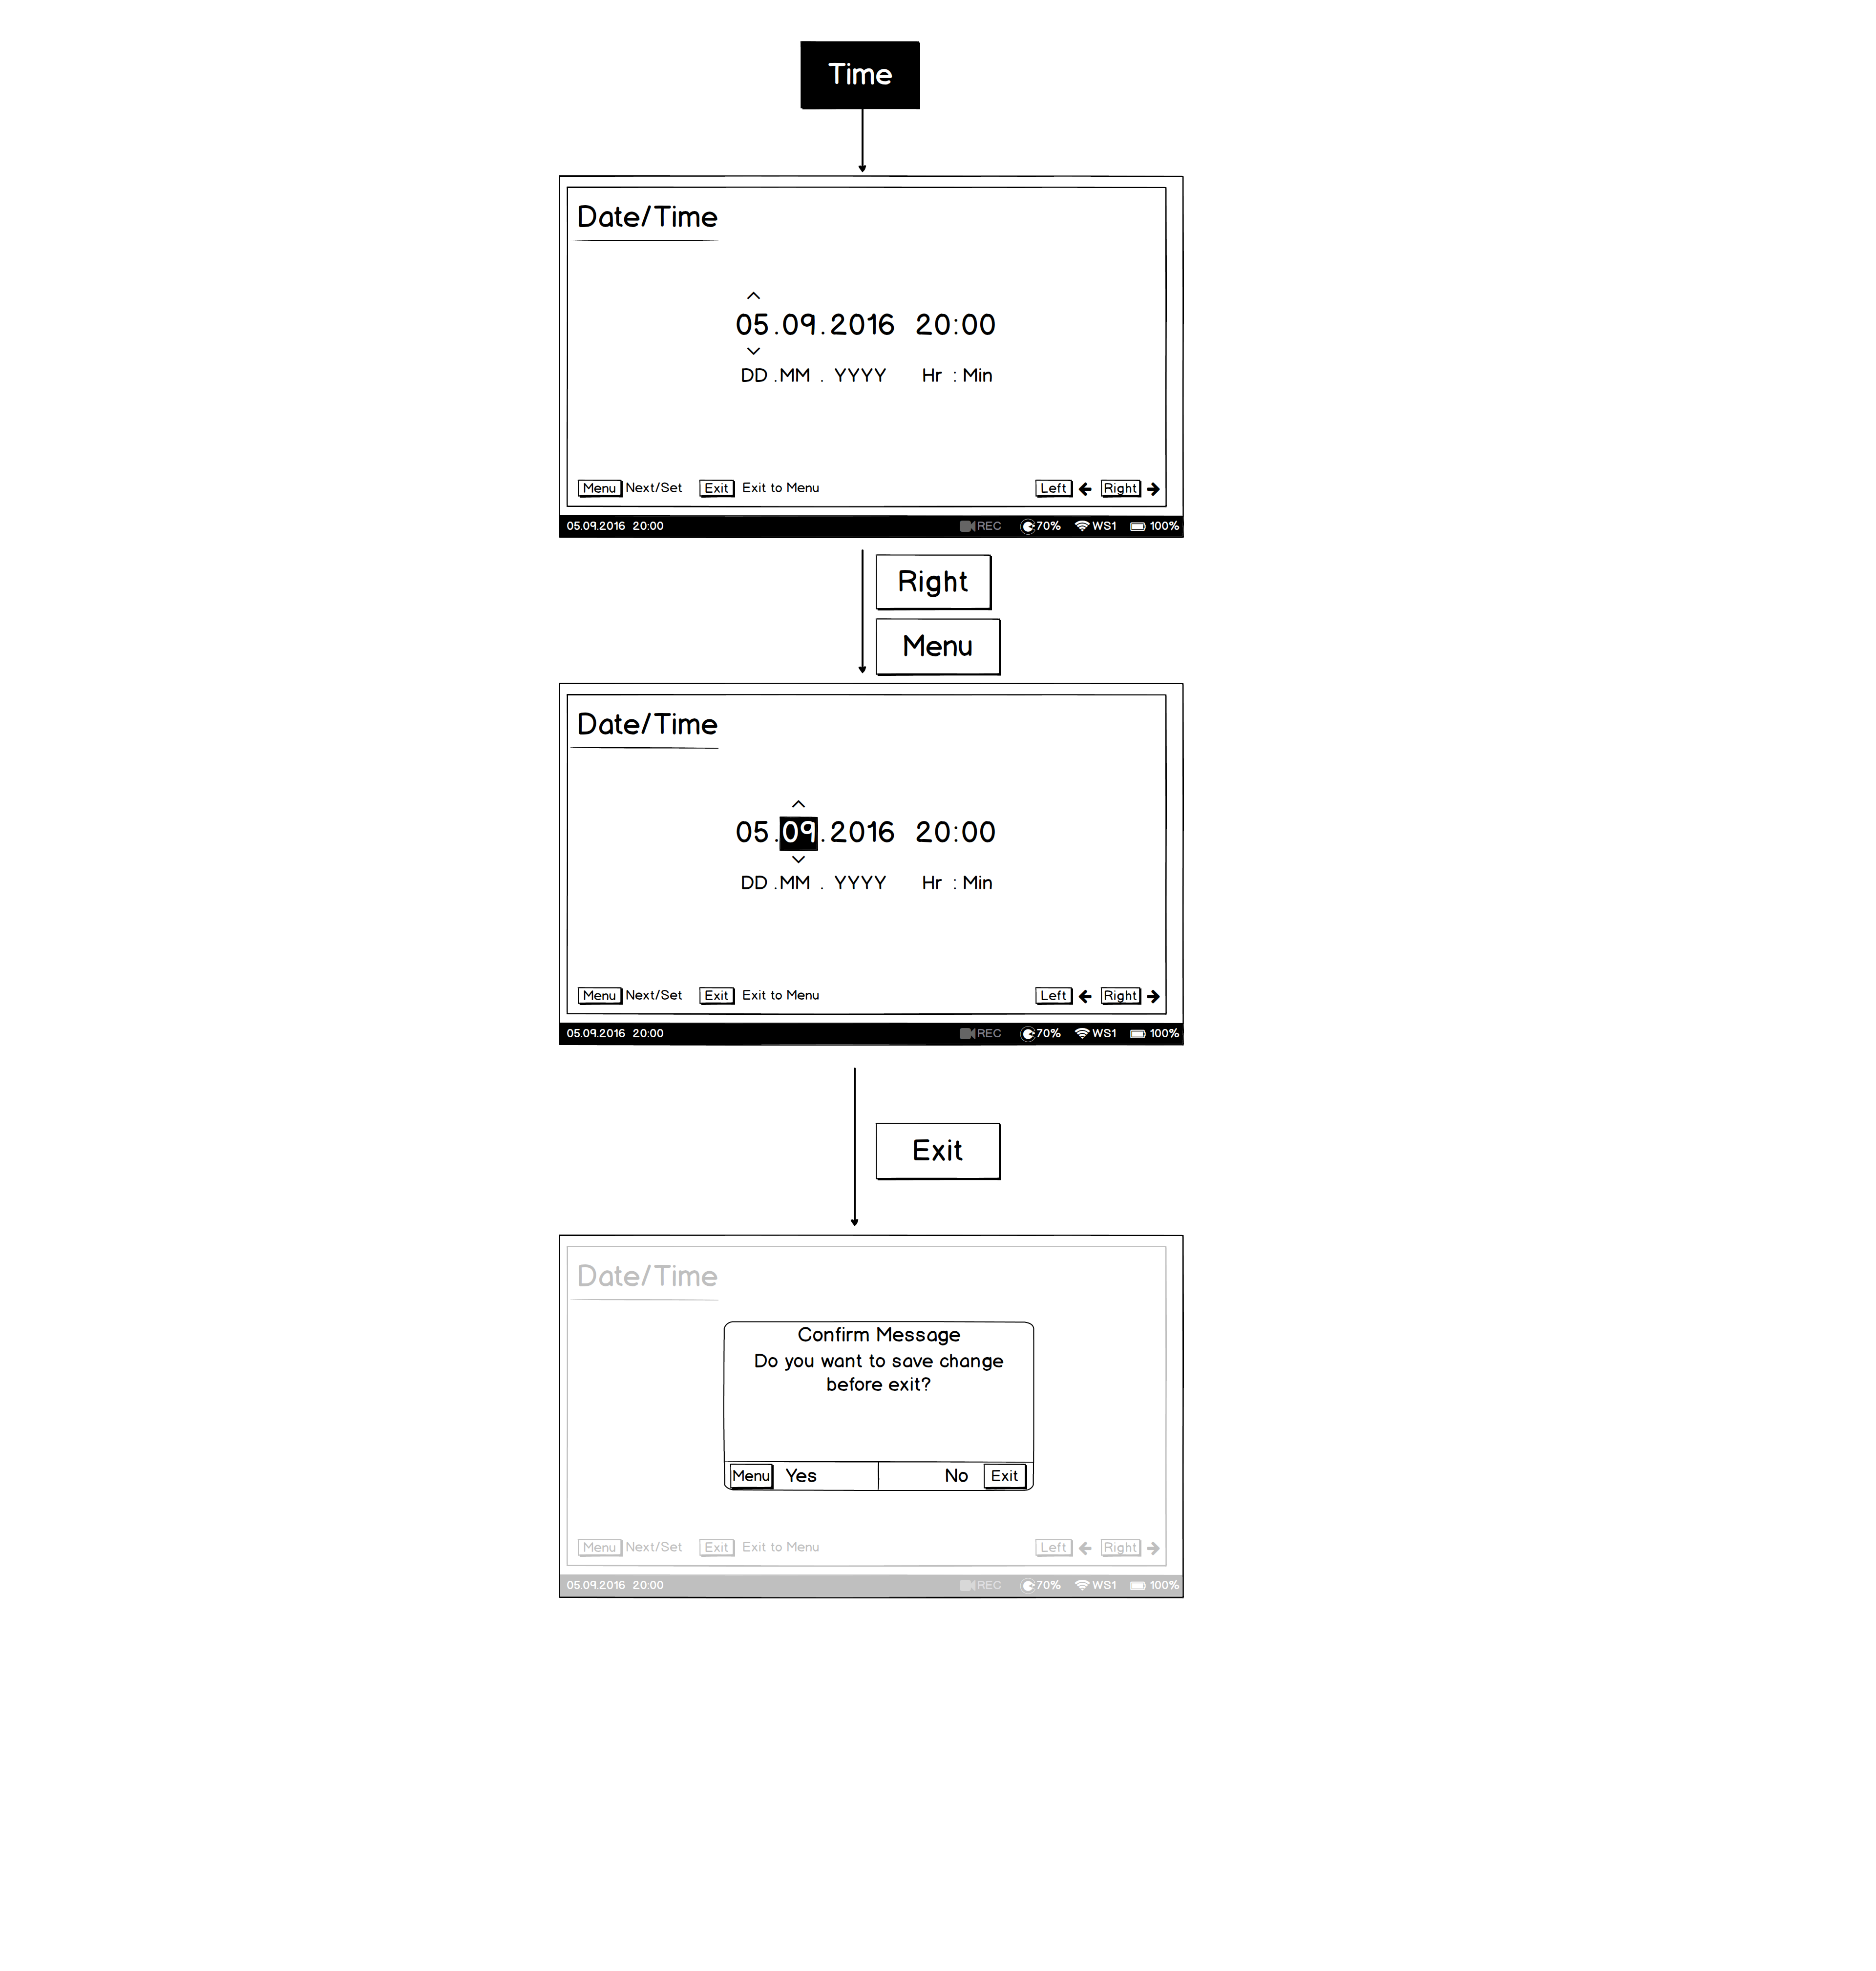 Time
Date/Time
05.09.2016 20:00
DD.MM . YYYY Hr : Min
Menu Next/Set Exit Exit to Menu Left Right
05.09.2016 20:00 REC 70% WS1 100%
Right
Menu
Date/Time
05.09.2016 20:00
DD.MM . YYYY Hr : Min
Menu Next/Set Exit Exit to Menu Left Right
05.09.2016 20:00 REC 70% WS1 100%
Exit
Date/Time
Confirm Message
Do you want to save change
before exit?
Menu Yes No Exit
Menu Next/Set Exit Exit to Menu Left Right
05.09.2016 20:00 REC 70% WS1 100%